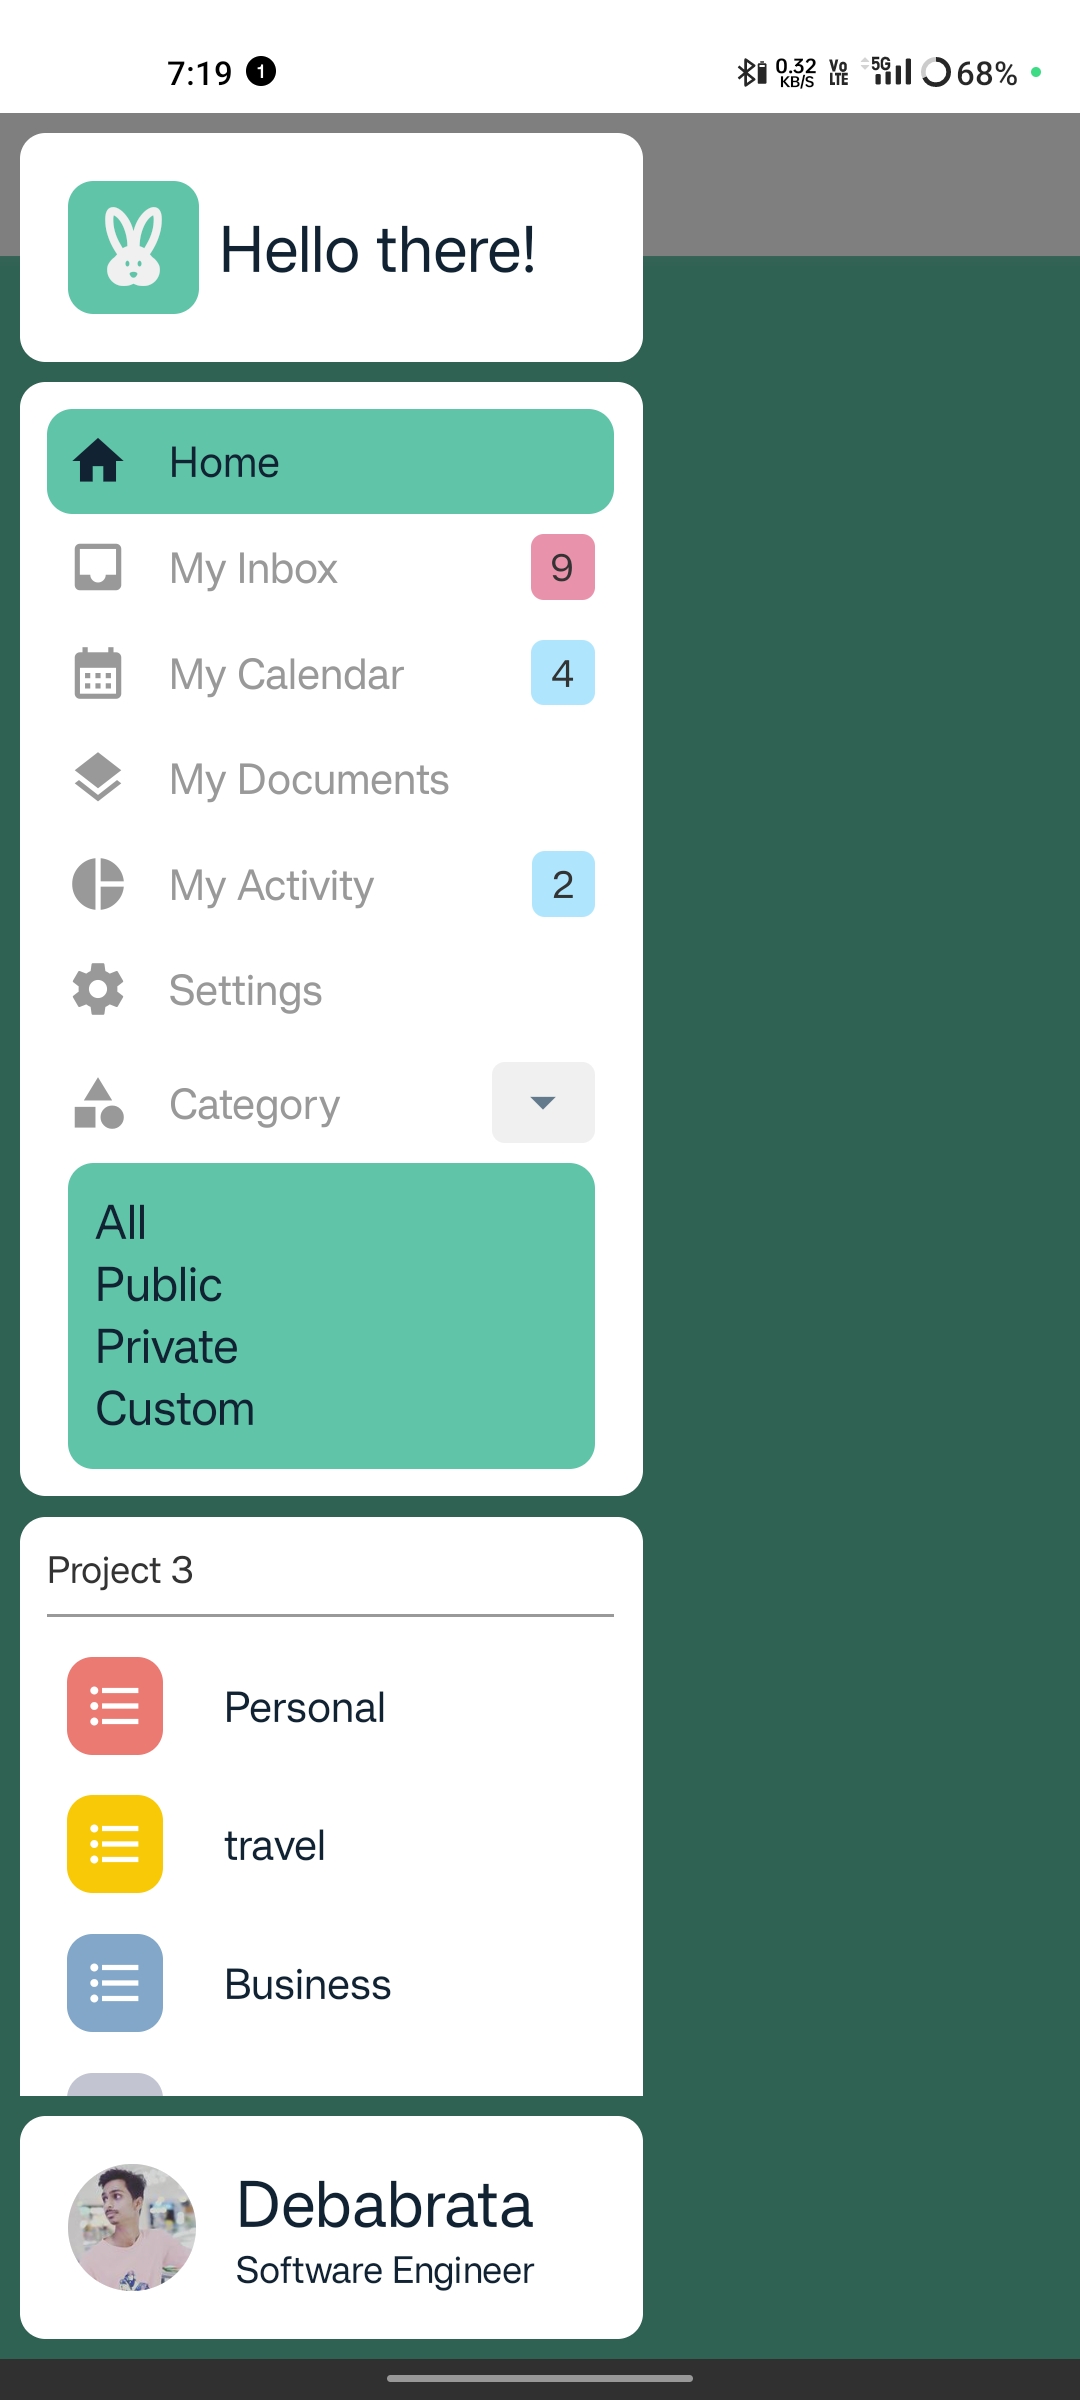 7:19 1 0.32 KB/S Vo LTE 5G 68%
Hello there!
Home
My Inbox 9
My Calendar 4
My Documents
My Activity 2
Settings
Category
All
Public
Private
Custom
Project 3
Personal
travel
Business
Debabrata
Software Engineer